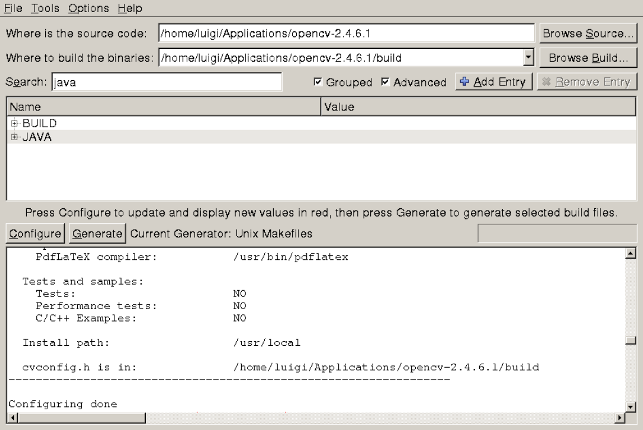 File Tools Options Help
Where is the source code: /home/luigi/Applications/opencv-2.4.6.1 Browse Source...
Where to build the binaries: /home/luigi/Applications/opencv-2.4.6.1/build Browse Build...
Search: java Grouped Advanced Add Entry Remove Entry
Name Value
BUILD
JAVA
Press Configure to update and display new values in red, then press Generate to generate selected build files.
Configure Generate Current Generator: Unix Makefiles
PdfLaTeX compiler: /usr/bin/pdflatex
Tests and samples:
Tests: NO
Performance tests: NO
C/C++ Examples: NO
Install path: /usr/local
cvconfig.h is in: /home/luigi/Applications/opencv-2.4.6.1/build
-----------------------------------------------------------------
Configuring done